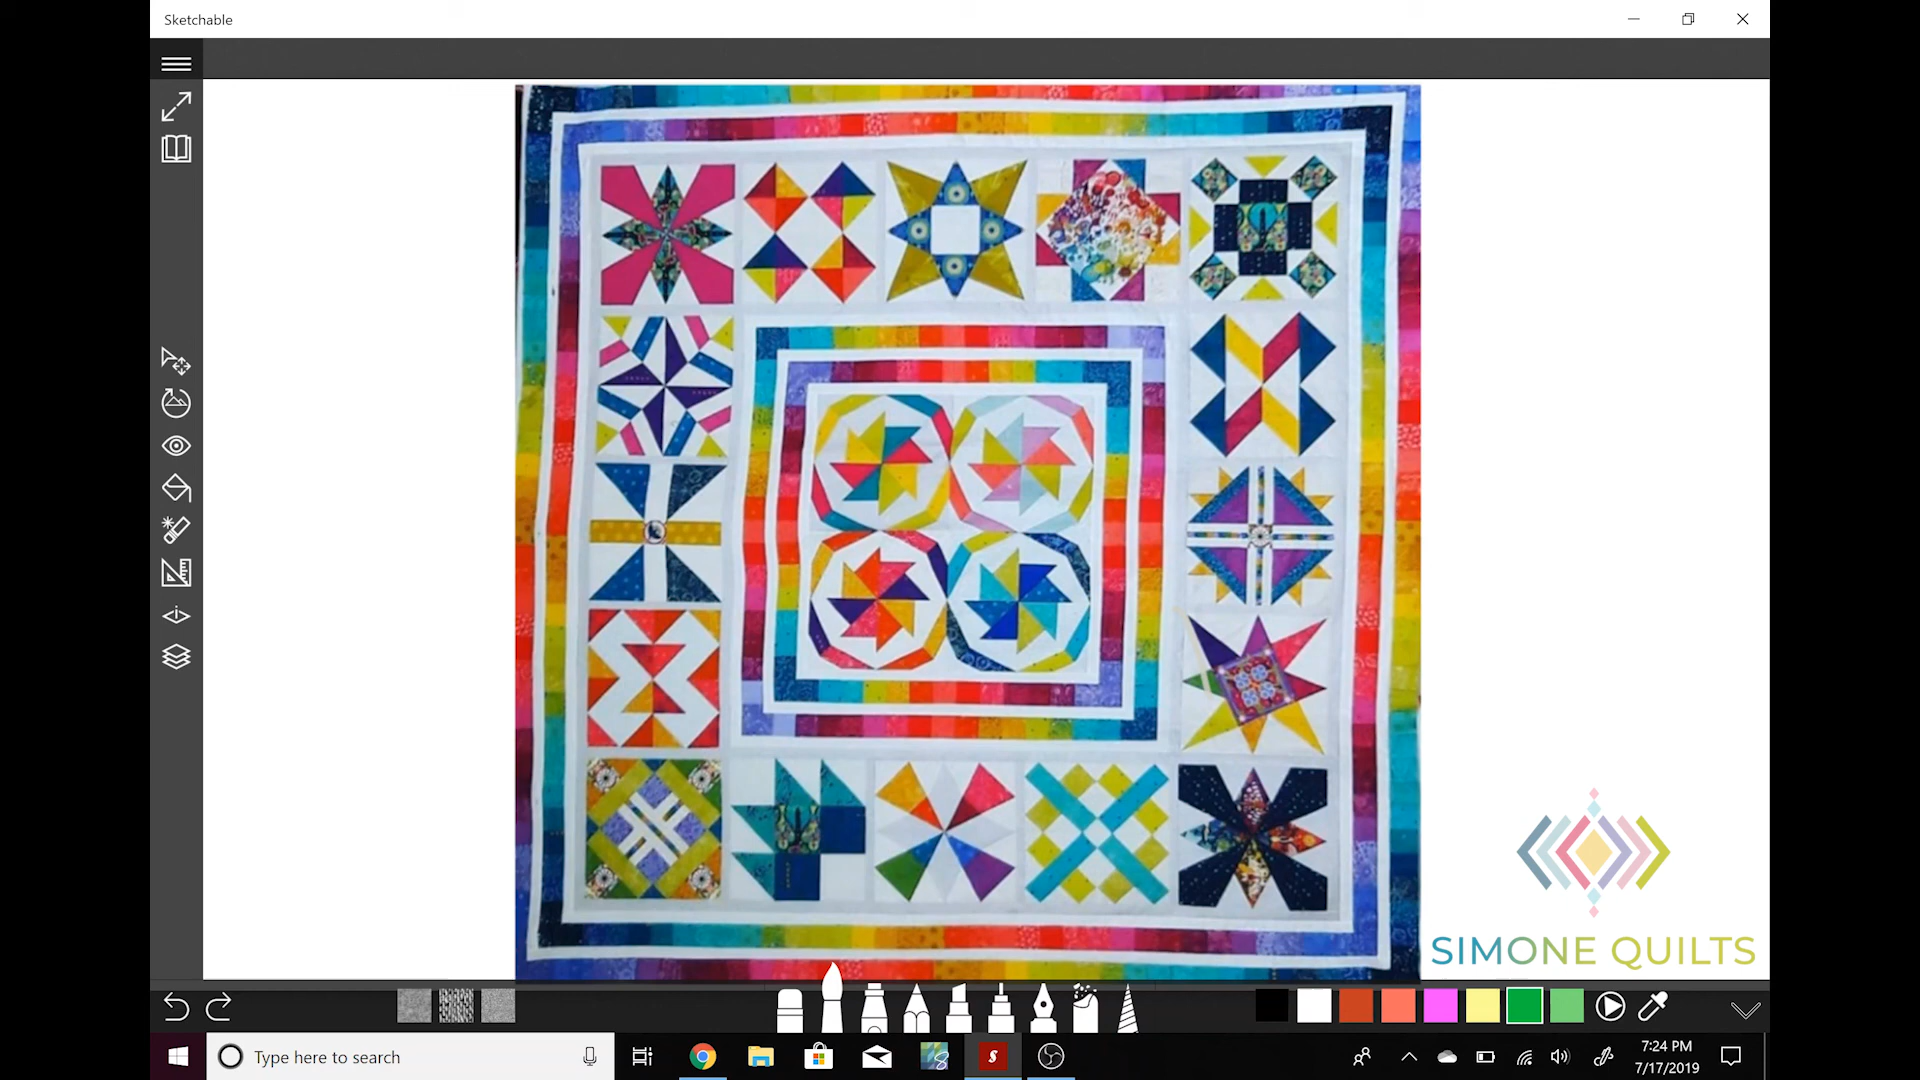 Sketchable
SIMONE QUILTS
Type here to search
7:24 PM
7/17/2019